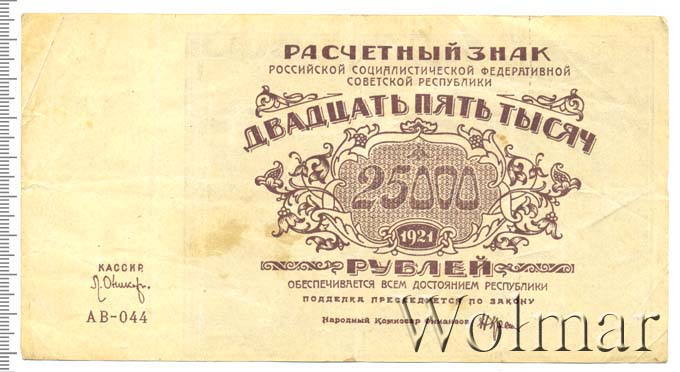 РАСЧЕТНЫЙ ЗНАК
РОССИЙСКОЙ СОЦИАЛИСТИЧЕСКОЙ ФЕДЕРАТИВНОЙ
СОВЕТСКОЙ РЕСПУБЛИКИ
ДВАДЦАТЬ ПЯТЬ ТЫСЯЧ
25000
1921
РУБЛЕЙ
ОБЕСПЕЧИВАЕТСЯ ВСЕМ ДОСТОЯНИЕМ РЕСПУБЛИКИ
ПОДДЕЛКА ПРЕСЛЕДУЕТСЯ ПО ЗАКОНУ
Народный Комиссар Финансов
КАССИР
АВ-044
Wolmar